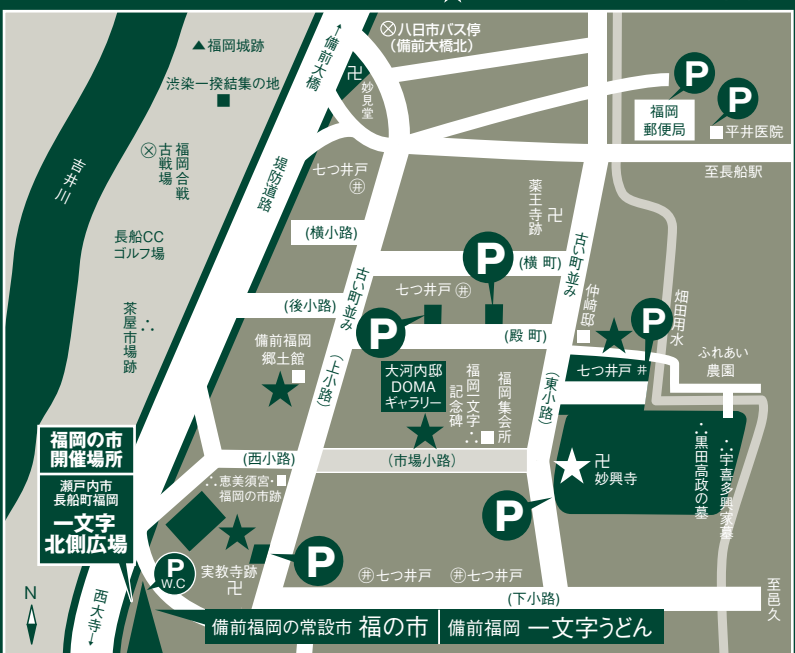 八日市バス停
(備前大橋北)
↑備前大橋
▲福岡城跡
卍
妙見堂
P
P
渋染一揆結集の地
福岡
郵便局
平井医院
福岡合戦
古戦場
吉井川
堤防道路
七つ井戸
井
至長船駅
薬王寺跡
卍
長船CC
ゴルフ場
(横小路)
古い町並み
古い町並み
P
(横 町)
七つ井戸 井
仲﨑邸
畑田用水
P
茶屋市場跡
(後小路)
P
(殿 町)
備前福岡
郷土館
(上小路)
大河内邸
DOMA
ギャラリー
福岡一文字
記念碑
福岡集会所
(東小路)
七つ井戸 井
ふれあい
農園
福岡の市
開催場所
瀬戸内市
長船町福岡
一文字
北側広場
(西小路)
(市場小路)
卍
妙興寺
∴黒田高政の墓
∴宇喜多興家墓
∴恵美須宮・
福岡の市跡
P
P
W.C
実教寺跡
卍
P
井七つ井戸
井七つ井戸
(下小路)
至邑久
N
西大寺→
備前福岡の常設市 福の市
備前福岡 一文字うどん